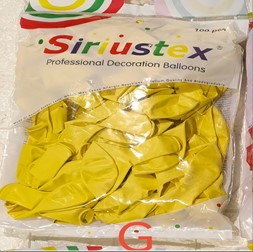 100 pcs
Siriustex
Professional Decoration Balloons
G